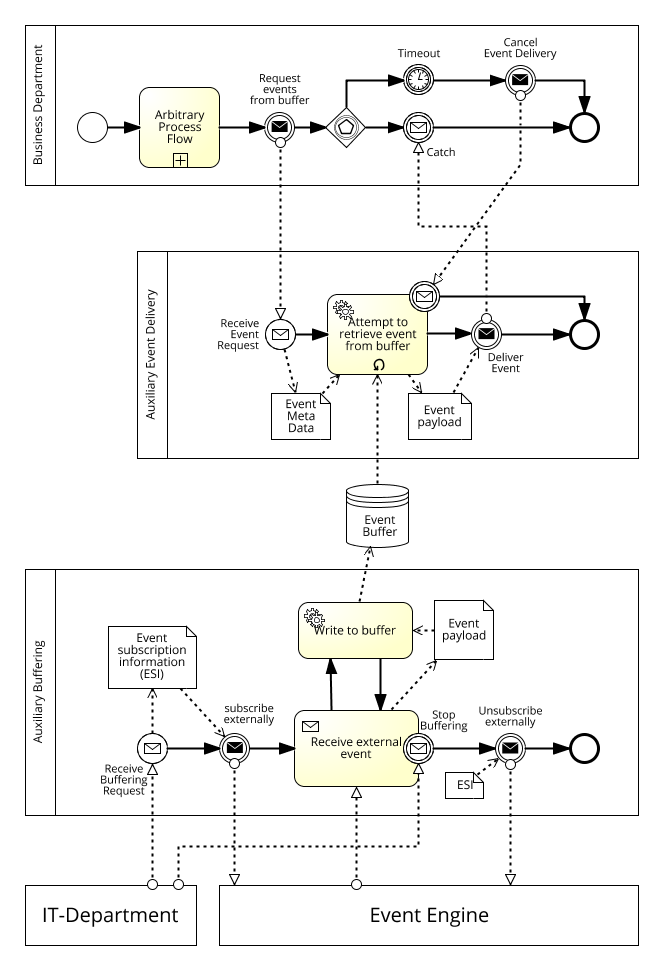 Business Department
Timeout
Cancel
Event Delivery
Request
events
from buffer
Arbitrary
Process
Flow
Catch
Auxiliary Event Delivery
Receive
Event
Request
Attempt to
retrieve event
from buffer
Deliver
Event
Event
Meta
Data
Event
payload
Event
Buffer
Auxiliary Buffering
Event
subscription
information
(ESI)
Write to buffer
Event
payload
subscribe
externally
Stop
Buffering
Unsubscribe
externally
Receive external
event
Receive
Buffering
Request
ESI
IT-Department
Event Engine